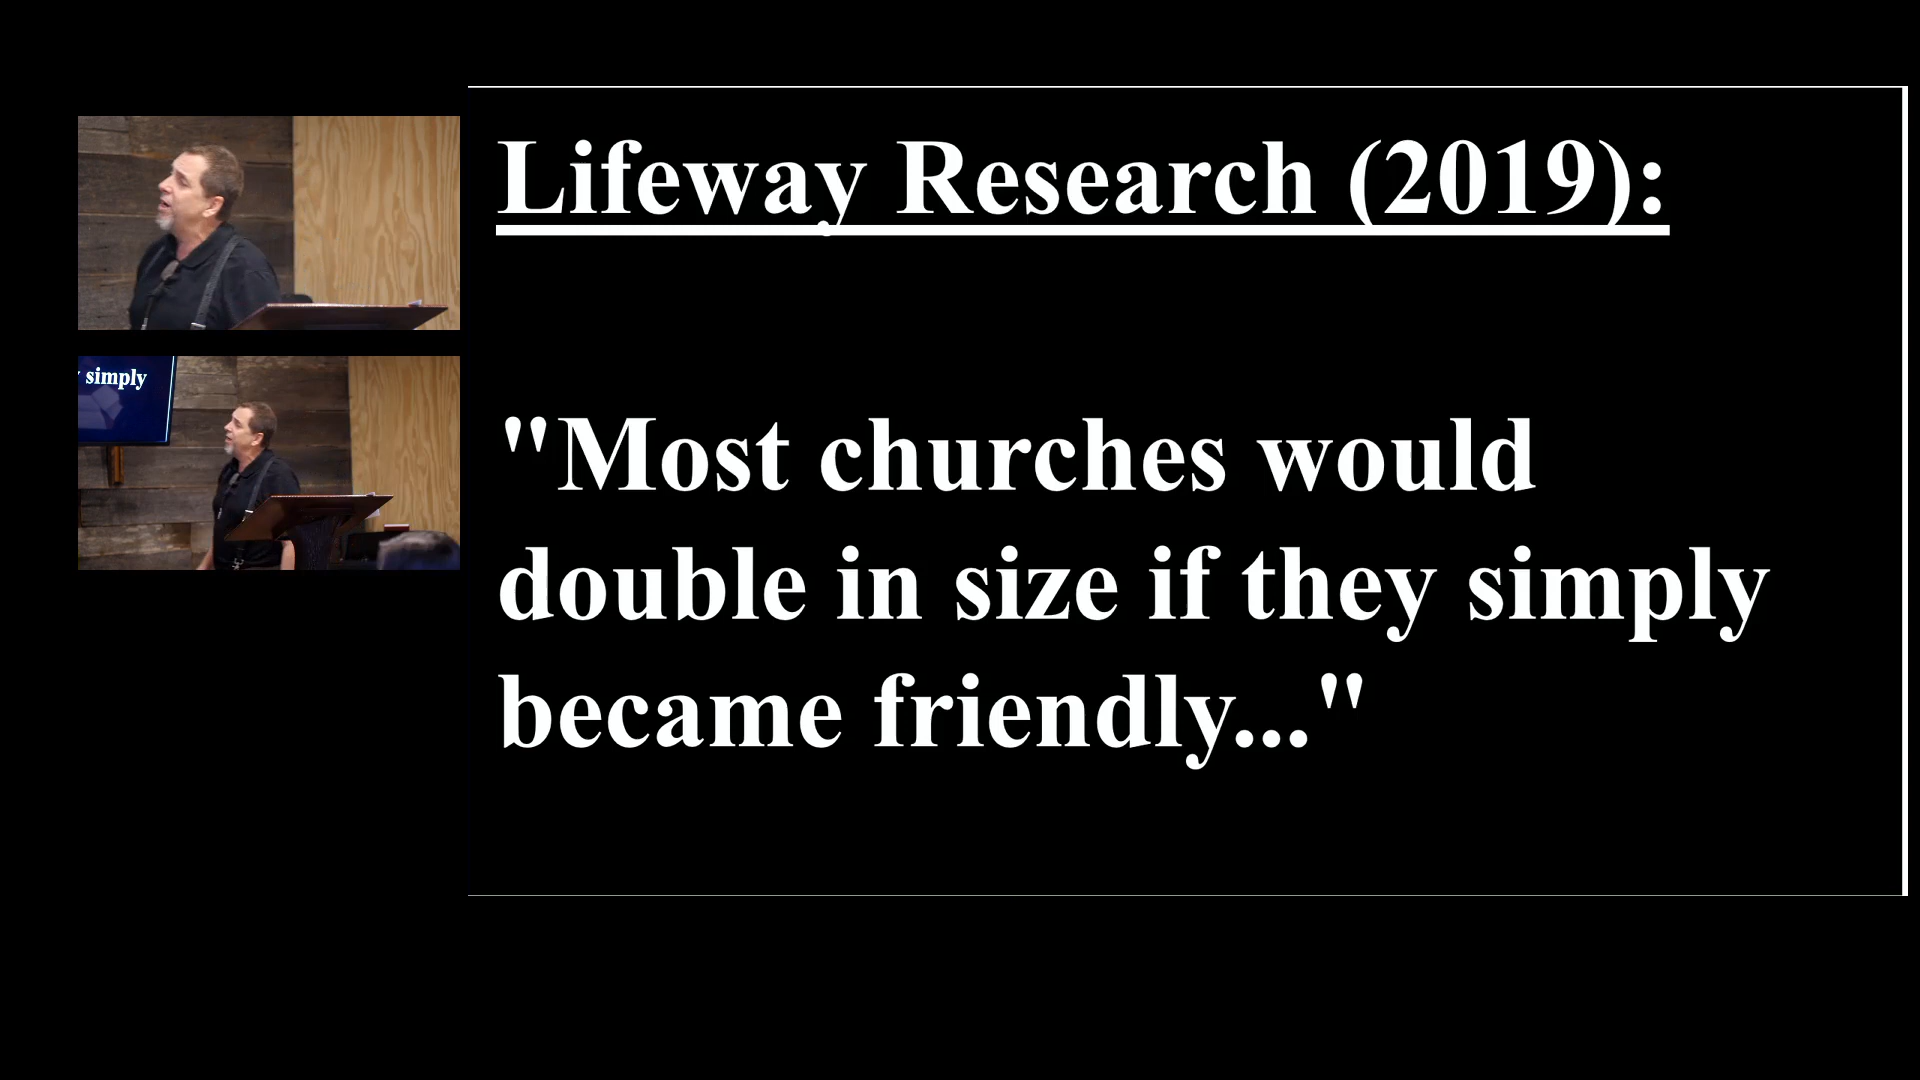 Lifeway Research (2019):
"Most churches would
double in size if they simply
became friendly..."
simply